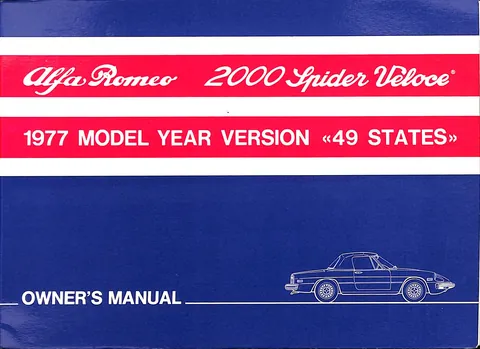 Alfa Romeo 2000 Spider Veloce
1977 MODEL YEAR VERSION «49 STATES»
OWNER'S MANUAL